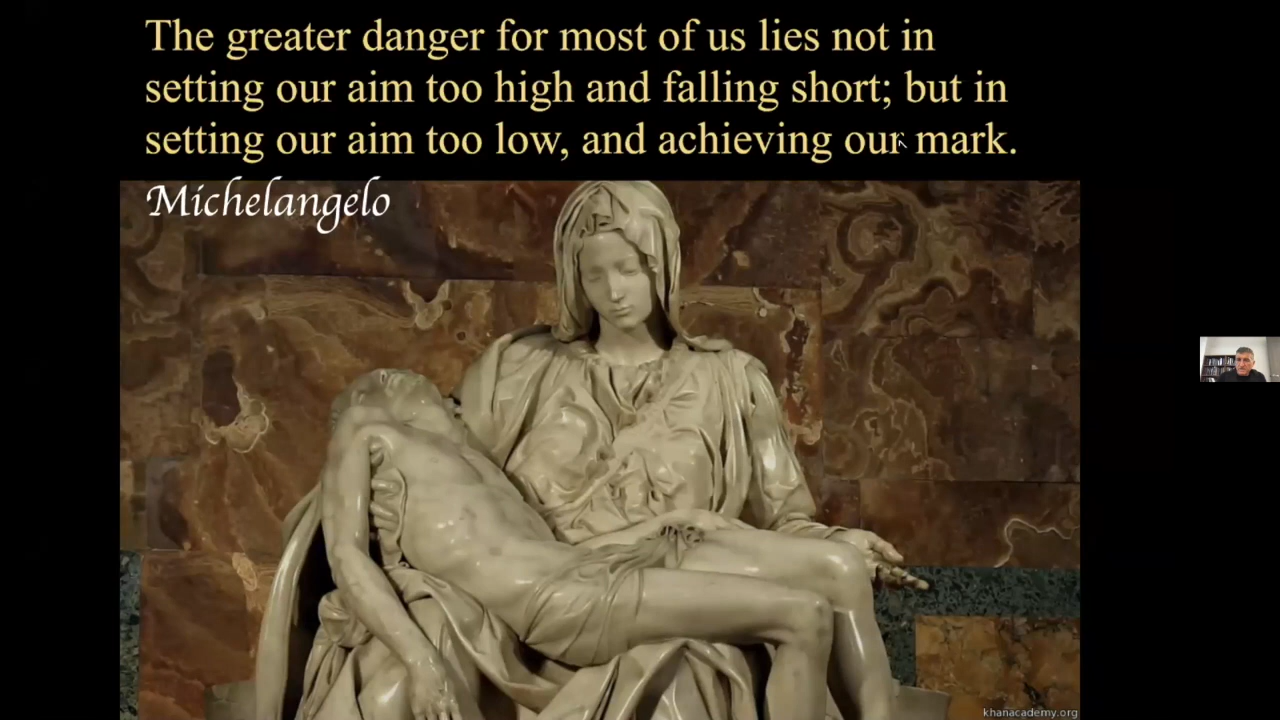 The greater danger for most of us lies not in
setting our aim too high and falling short; but in
setting our aim too low, and achieving our mark.
Michelangelo
khanacademy.org